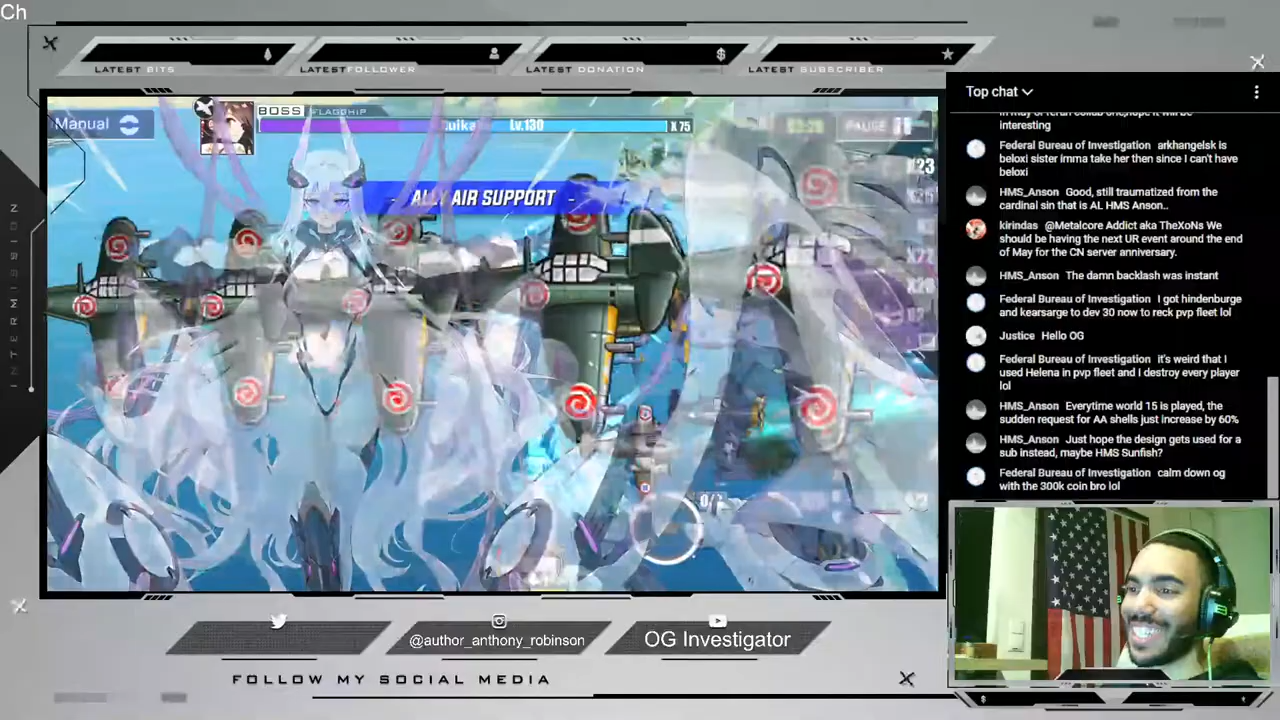 Ch
LATEST BITS
LATEST FOLLOWER
LATEST DONATION
LATEST SUBSCRIBER
Manual
BOSS FLAGSHIP
Lv.130
X 75
PAUSE
X23
- ALLY AIR SUPPORT -
INTERMISSION
Top chat
interesting
Federal Bureau of Investigation arkhangelsk is
beloxi sister imma take her then since I can't have
beloxi
HMS_Anson Good, still traumatized from the
cardinal sin that is AL HMS Anson..
kirindas @Metalcore Addict aka TheXoNs We
should be having the next UR event around the end
of May for the CN server anniversary.
HMS_Anson The damn backlash was instant
Federal Bureau of Investigation I got hindenburge
and kearsarge to dev 30 now to reck pvp fleet lol
Justice Hello OG
Federal Bureau of Investigation it's weird that I
used Helena in pvp fleet and I destroy every player
lol
HMS_Anson Everytime world 15 is played, the
sudden request for AA shells just increase by 60%
HMS_Anson Just hope the design gets used for a
sub instead, maybe HMS Sunfish?
Federal Bureau of Investigation calm down og
with the 300k coin bro lol
@author_anthony_robinson
OG Investigator
FOLLOW MY SOCIAL MEDIA